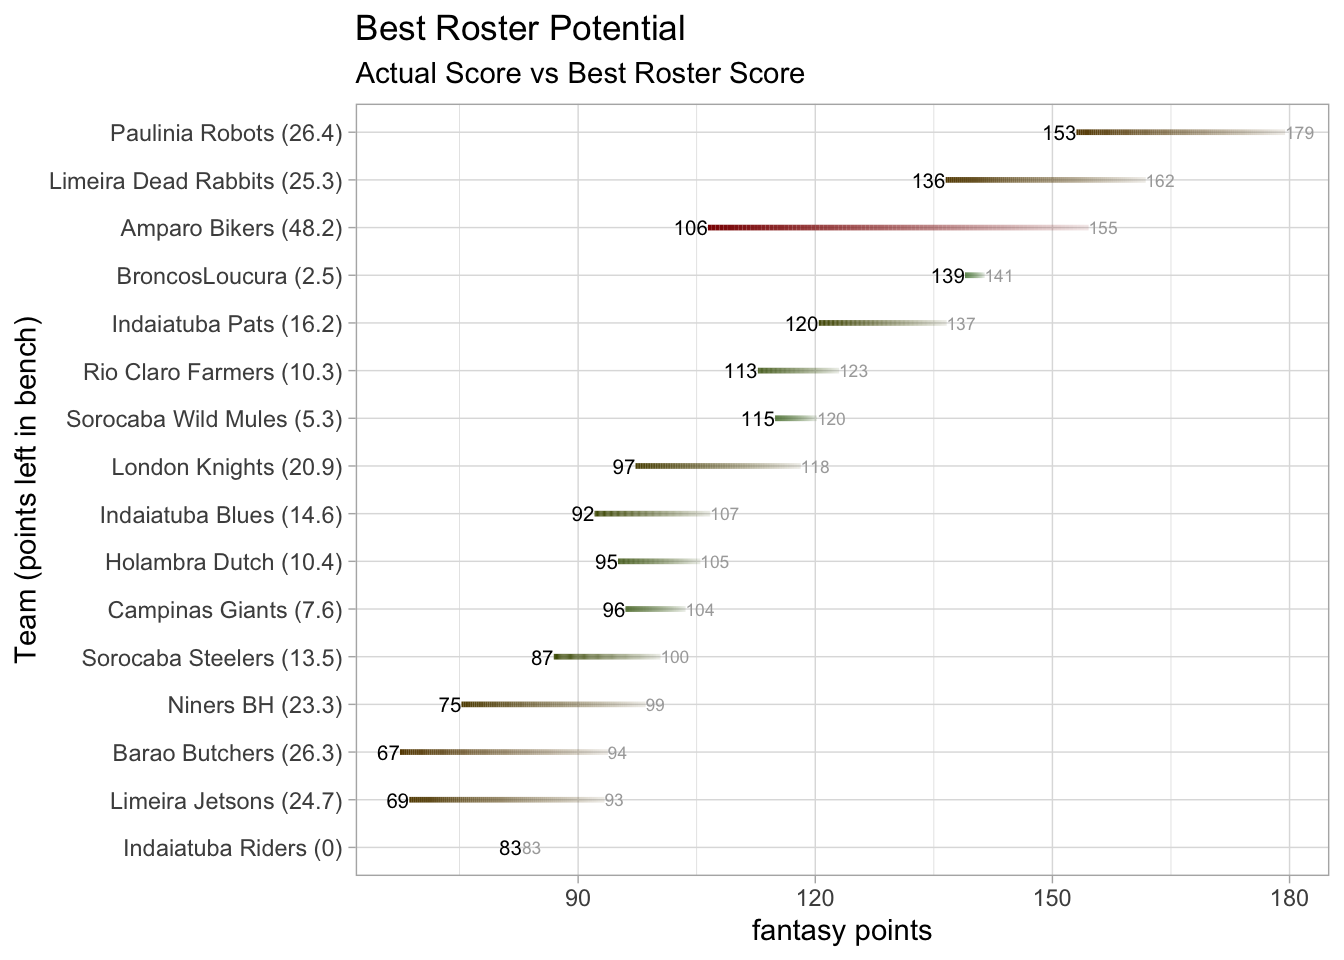 Best Roster Potential
Actual Score vs Best Roster Score
Team (points left in bench)
Paulinia Robots (26.4) 153 179
Limeira Dead Rabbits (25.3) 136 162
Amparo Bikers (48.2) 106 155
BroncosLoucura (2.5) 139 141
Indaiatuba Pats (16.2) 120 137
Rio Claro Farmers (10.3) 113 123
Sorocaba Wild Mules (5.3) 115 120
London Knights (20.9) 97 118
Indaiatuba Blues (14.6) 92 107
Holambra Dutch (10.4) 95 105
Campinas Giants (7.6) 96 104
Sorocaba Steelers (13.5) 87 100
Niners BH (23.3) 75 99
Barao Butchers (26.3) 67 94
Limeira Jetsons (24.7) 69 93
Indaiatuba Riders (0) 83 83
90 120 150 180
fantasy points